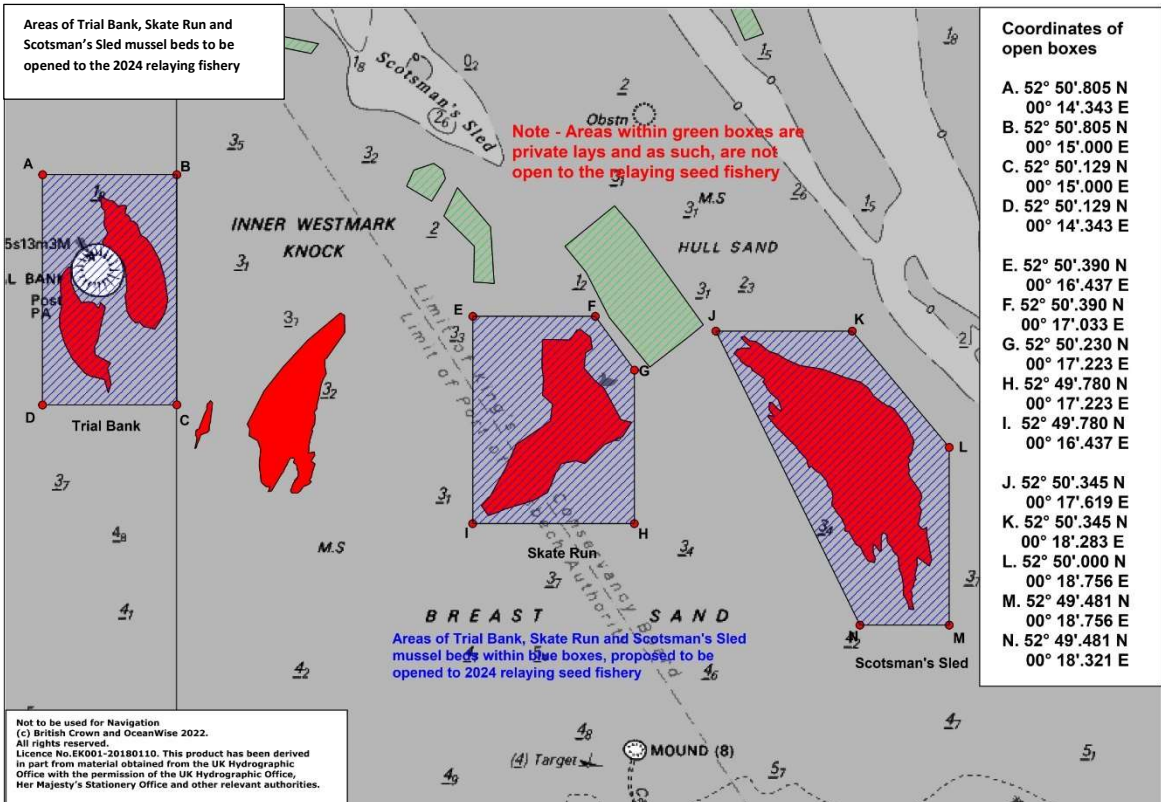 Areas of Trial Bank, Skate Run and
Scotsman's Sled mussel beds to be
opened to the 2024 relaying fishery
Coordinates of
open boxes
A. 52° 50'.805 N
00° 14'.343 E
B. 52° 50'.805 N
00° 15'.000 E
C. 52° 50'.129 N
00° 15'.000 E
D. 52° 50'.129 N
00° 14'.343 E
E. 52° 50'.390 N
00° 16'.437 E
F. 52° 50'.390 N
00° 17'.033 E
G. 52° 50'.230 N
00° 17'.223 E
H. 52° 49'.780 N
00° 17'.223 E
I. 52° 49'.780 N
00° 16'.437 E
J. 52° 50'.345 N
00° 17'.619 E
K. 52° 50'.345 N
00° 18'.283 E
L. 52° 50'.000 N
00° 18'.756 E
M. 52° 49'.481 N
00° 18'.756 E
N. 52° 49'.481 N
00° 18'.321 E
Scotsman's Sled
(26)
Obstn
Note - Areas within green boxes are
private lays and as such, are not
open to the relaying seed fishery
M.S
A
B
INNER WESTMARK
KNOCK
HULL SAND
5s13m3M
Post
PA
E
F
J
K
G
D
C
Trial Bank
L
I
H
Skate Run
M.S
BREAST SAND
Areas of Trial Bank, Skate Run and Scotsman's Sled
mussel beds within blue boxes, proposed to be
opened to 2024 relaying seed fishery
N
M
Scotsman's Sled
(4) Target
MOUND (8)
Not to be used for Navigation
(c) British Crown and OceanWise 2022.
All rights reserved.
Licence No.EK001-20180110. This product has been derived
in part from material obtained from the UK Hydrographic
Office with the permission of the UK Hydrographic Office,
Her Majesty's Stationery Office and other relevant authorities.